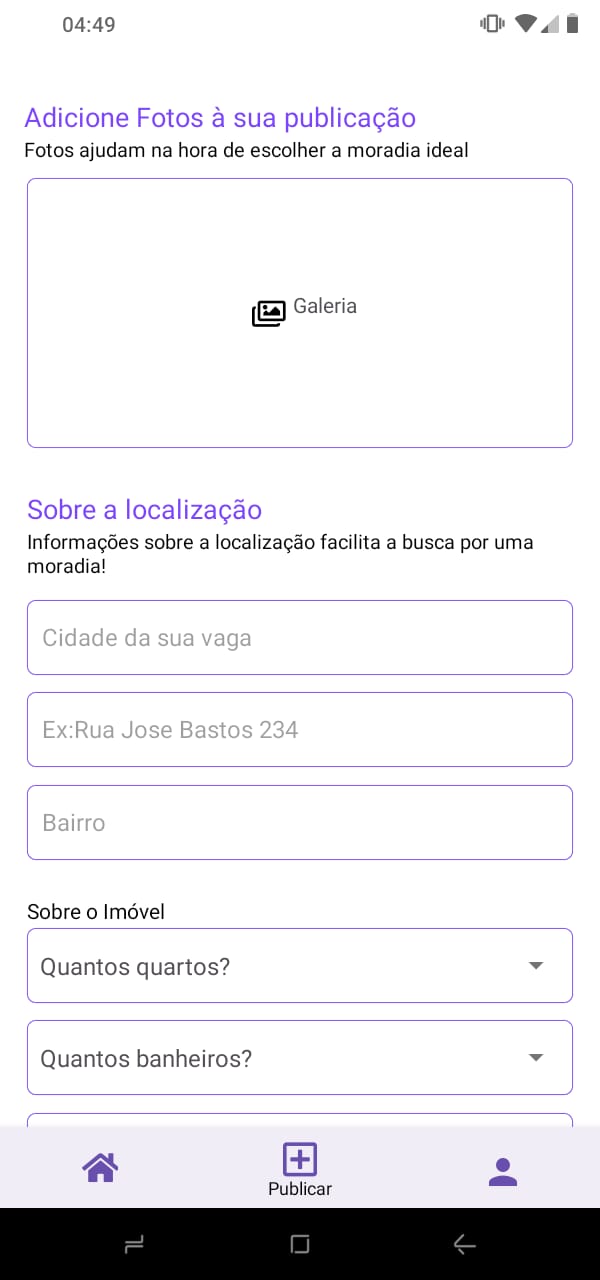 04:49
Adicione Fotos à sua publicação
Fotos ajudam na hora de escolher a moradia ideal
Galeria
Sobre a localização
Informações sobre a localização facilita a busca por uma
moradia!
Cidade da sua vaga
Ex:Rua Jose Bastos 234
Bairro
Sobre o Imóvel
Quantos quartos?
Quantos banheiros?
Publicar